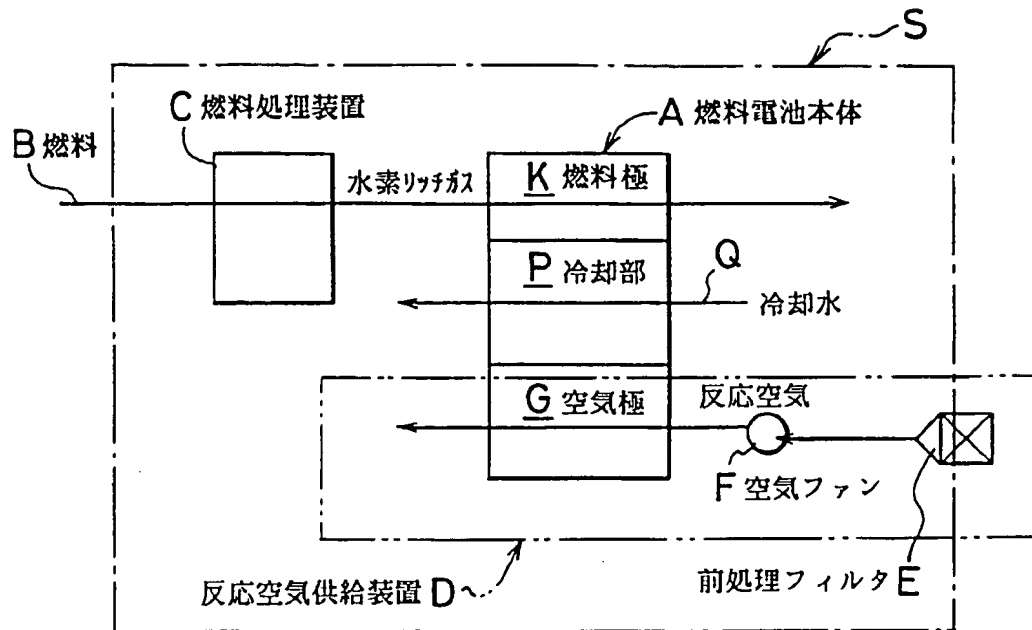 S
C 燃料処理装置
A 燃料電池本体
B 燃料
水素リッチガス
K 燃料極
P 冷却部
Q
冷却水
G 空気極
反応空気
F 空気ファン
前処理フィルタ E
反応空気供給装置 D